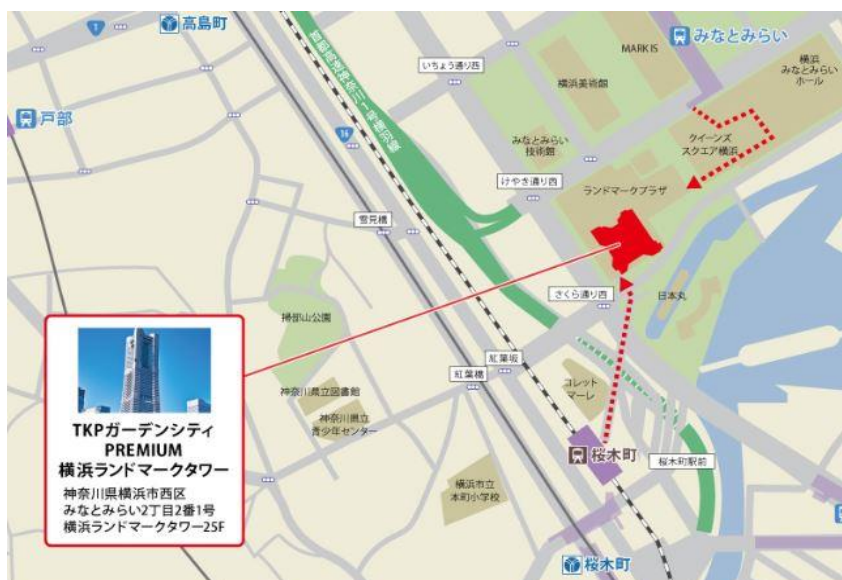 1
高島町
みなとみらい
MARKIS
横浜
みなとみらい
ホール
いちょう通り西
横浜美術館
首都高速神奈川1号横羽線
戸部
16
みなとみらい
技術館
クイーンズ
スクエア横浜
けやき通り西
ランドマークプラザ
雪見橋
さくら通り西
日本丸
掃部山公園
紅葉坂
紅葉橋
コレット
マーレ
神奈川県立図書館
神奈川県立
青少年センター
桜木町
桜木町駅前
横浜市立
本町小学校
桜木町
TKPガーデンシティ
PREMIUM
横浜ランドマークタワー
神奈川県横浜市西区
みなとみらい2丁目2番1号
横浜ランドマークタワー25F